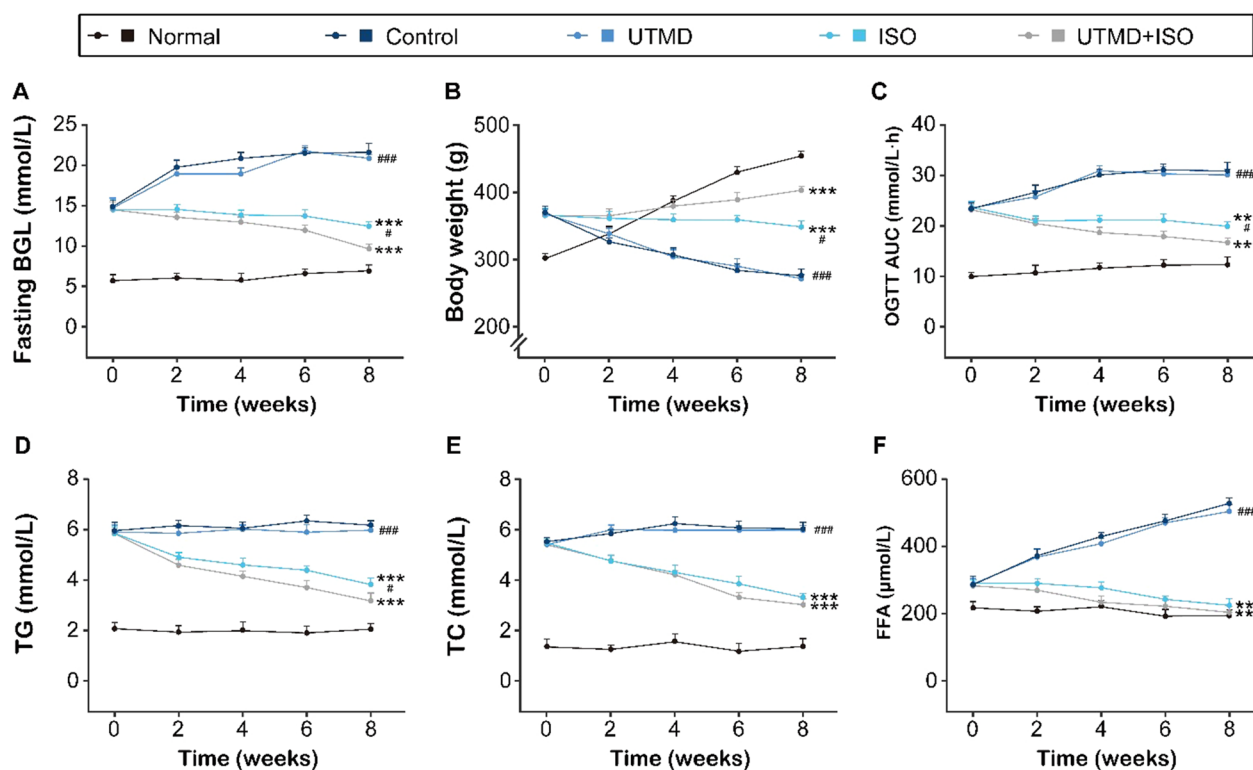 Normal Control UTMD ISO UTMD+ISO
A
Fasting BGL (mmol/L)
25
20
15
10
5
0
###
***
#
***
0 2 4 6 8
Time (weeks)
B
Body weight (g)
500
400
300
200
***
***
#
###
0 2 4 6 8
Time (weeks)
C
OGTT AUC (mmol/L·h)
40
30
20
10
0
###
**
#
**
0 2 4 6 8
Time (weeks)
D
TG (mmol/L)
8
6
4
2
0
###
***
#
***
0 2 4 6 8
Time (weeks)
E
TC (mmol/L)
8
6
4
2
0
###
***
***
0 2 4 6 8
Time (weeks)
F
FFA (μmol/L)
600
400
200
0
###
**
**
0 2 4 6 8
Time (weeks)